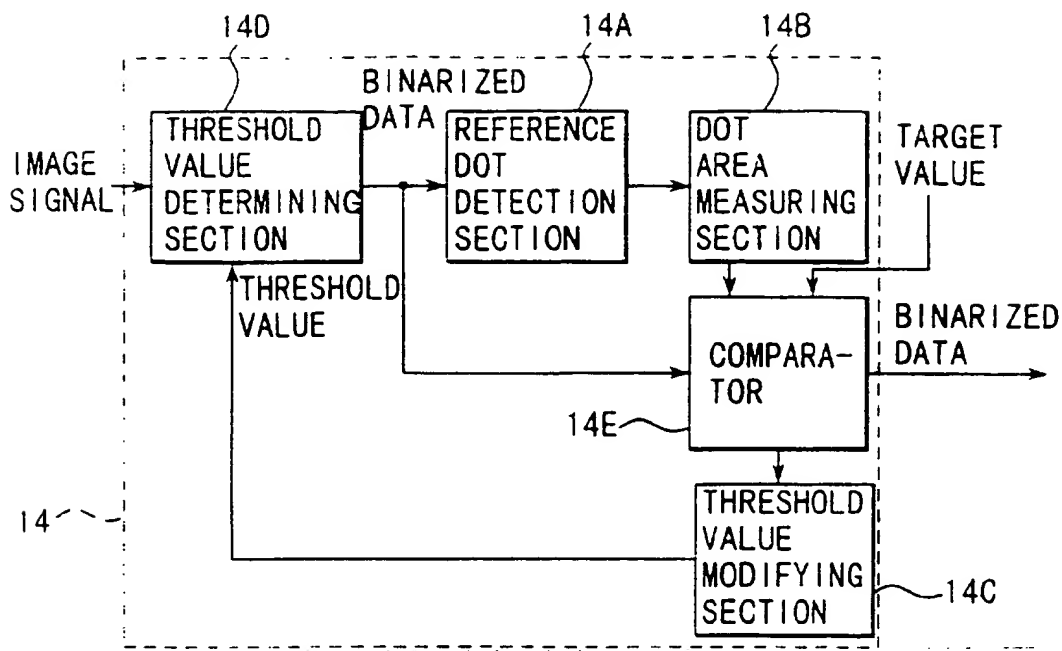 14D
14A
14B
BINARIZED
DATA
THRESHOLD
VALUE
DETERMINING
SECTION
REFERENCE
DOT
DETECTION
SECTION
DOT
AREA
MEASURING
SECTION
TARGET
VALUE
IMAGE
SIGNAL
THRESHOLD
VALUE
COMPARA-
TOR
BINARIZED
DATA
14E
THRESHOLD
VALUE
MODIFYING
SECTION
14
14C